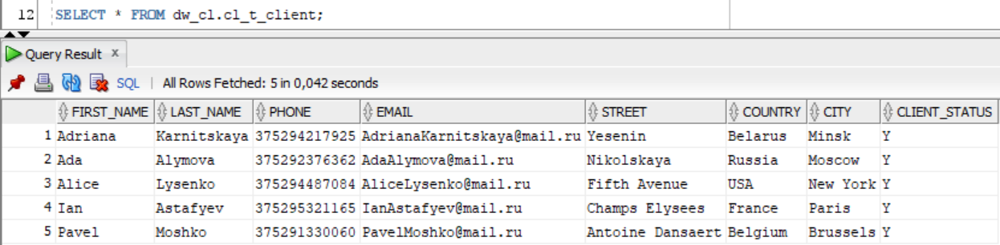 12 SELECT * FROM dw_cl.cl_t_client;
Query Result x
SQL | All Rows Fetched: 5 in 0,042 seconds
FIRST_NAME LAST_NAME PHONE EMAIL STREET COUNTRY CITY CLIENT_STATUS
1 Adriana Karnitskaya 375294217925 AdrianaKarnitskaya@mail.ru Yesenin Belarus Minsk Y
2 Ada Alymova 375292376362 AdaAlymova@mail.ru Nikolskaya Russia Moscow Y
3 Alice Lysenko 375294487084 AliceLysenko@mail.ru Fifth Avenue USA New York Y
4 Ian Astafyev 375295321165 IanAstafyev@mail.ru Champs Elysees France Paris Y
5 Pavel Moshko 375291330060 PavelMoshko@mail.ru Antoine Dansaert Belgium Brussels Y